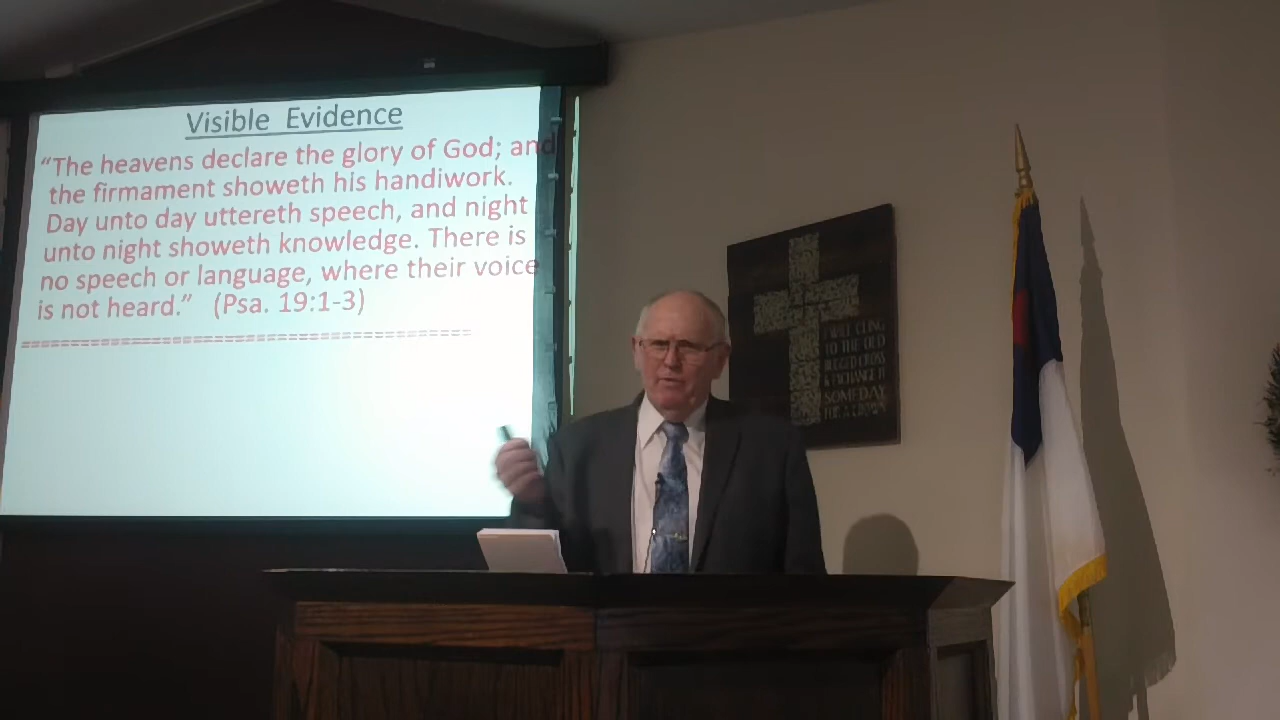 Visible Evidence
“The heavens declare the glory of God; and
the firmament showeth his handiwork.
Day unto day uttereth speech, and night
unto night showeth knowledge. There is
no speech or language, where their voice
is not heard.” (Psa. 19:1-3)
I WILL CLING
TO THE OLD
RUGGED CROSS
& EXCHANGE IT
SOMEDAY
FOR A CROWN